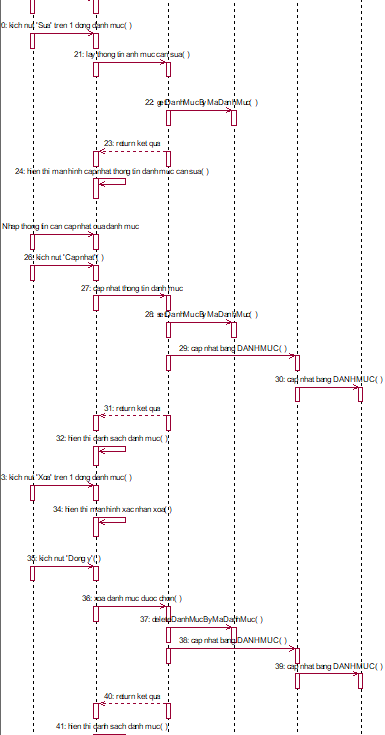 0: kich nut "Sua" tren 1 dong danh muc( )
21: lay thong tin anh muc can sua( )
22: getDanhMucByMaDanhMuc( )
23: return ket qua
24: hien thi man hinh cap nhat thong tin danh muc can sua( )
Nhap thong tin can cap nhat cua danh muc
26: kich nut "Cap nhat"( )
27: cap nhat thong tin danh muc
28: setDanhMucByMaDanhMuc( )
29: cap nhat bang DANHMUC( )
30: cap nhat bang DANHMUC( )
31: return ket qua
32: hien thi danh sach danh muc( )
3: kich nut "Xoa" tren 1 dong danh muc( )
34: hien thi man hinh xac nhan xoa( )
35: kich nut "Dong y"( )
36: xoa danh muc duoc chon( )
37: deleteDanhMucByMaDanhMuc( )
38: cap nhat bang DANHMUC( )
39: cap nhat bang DANHMUC( )
40: return ket qua
41: hien thi danh sach danh muc( )